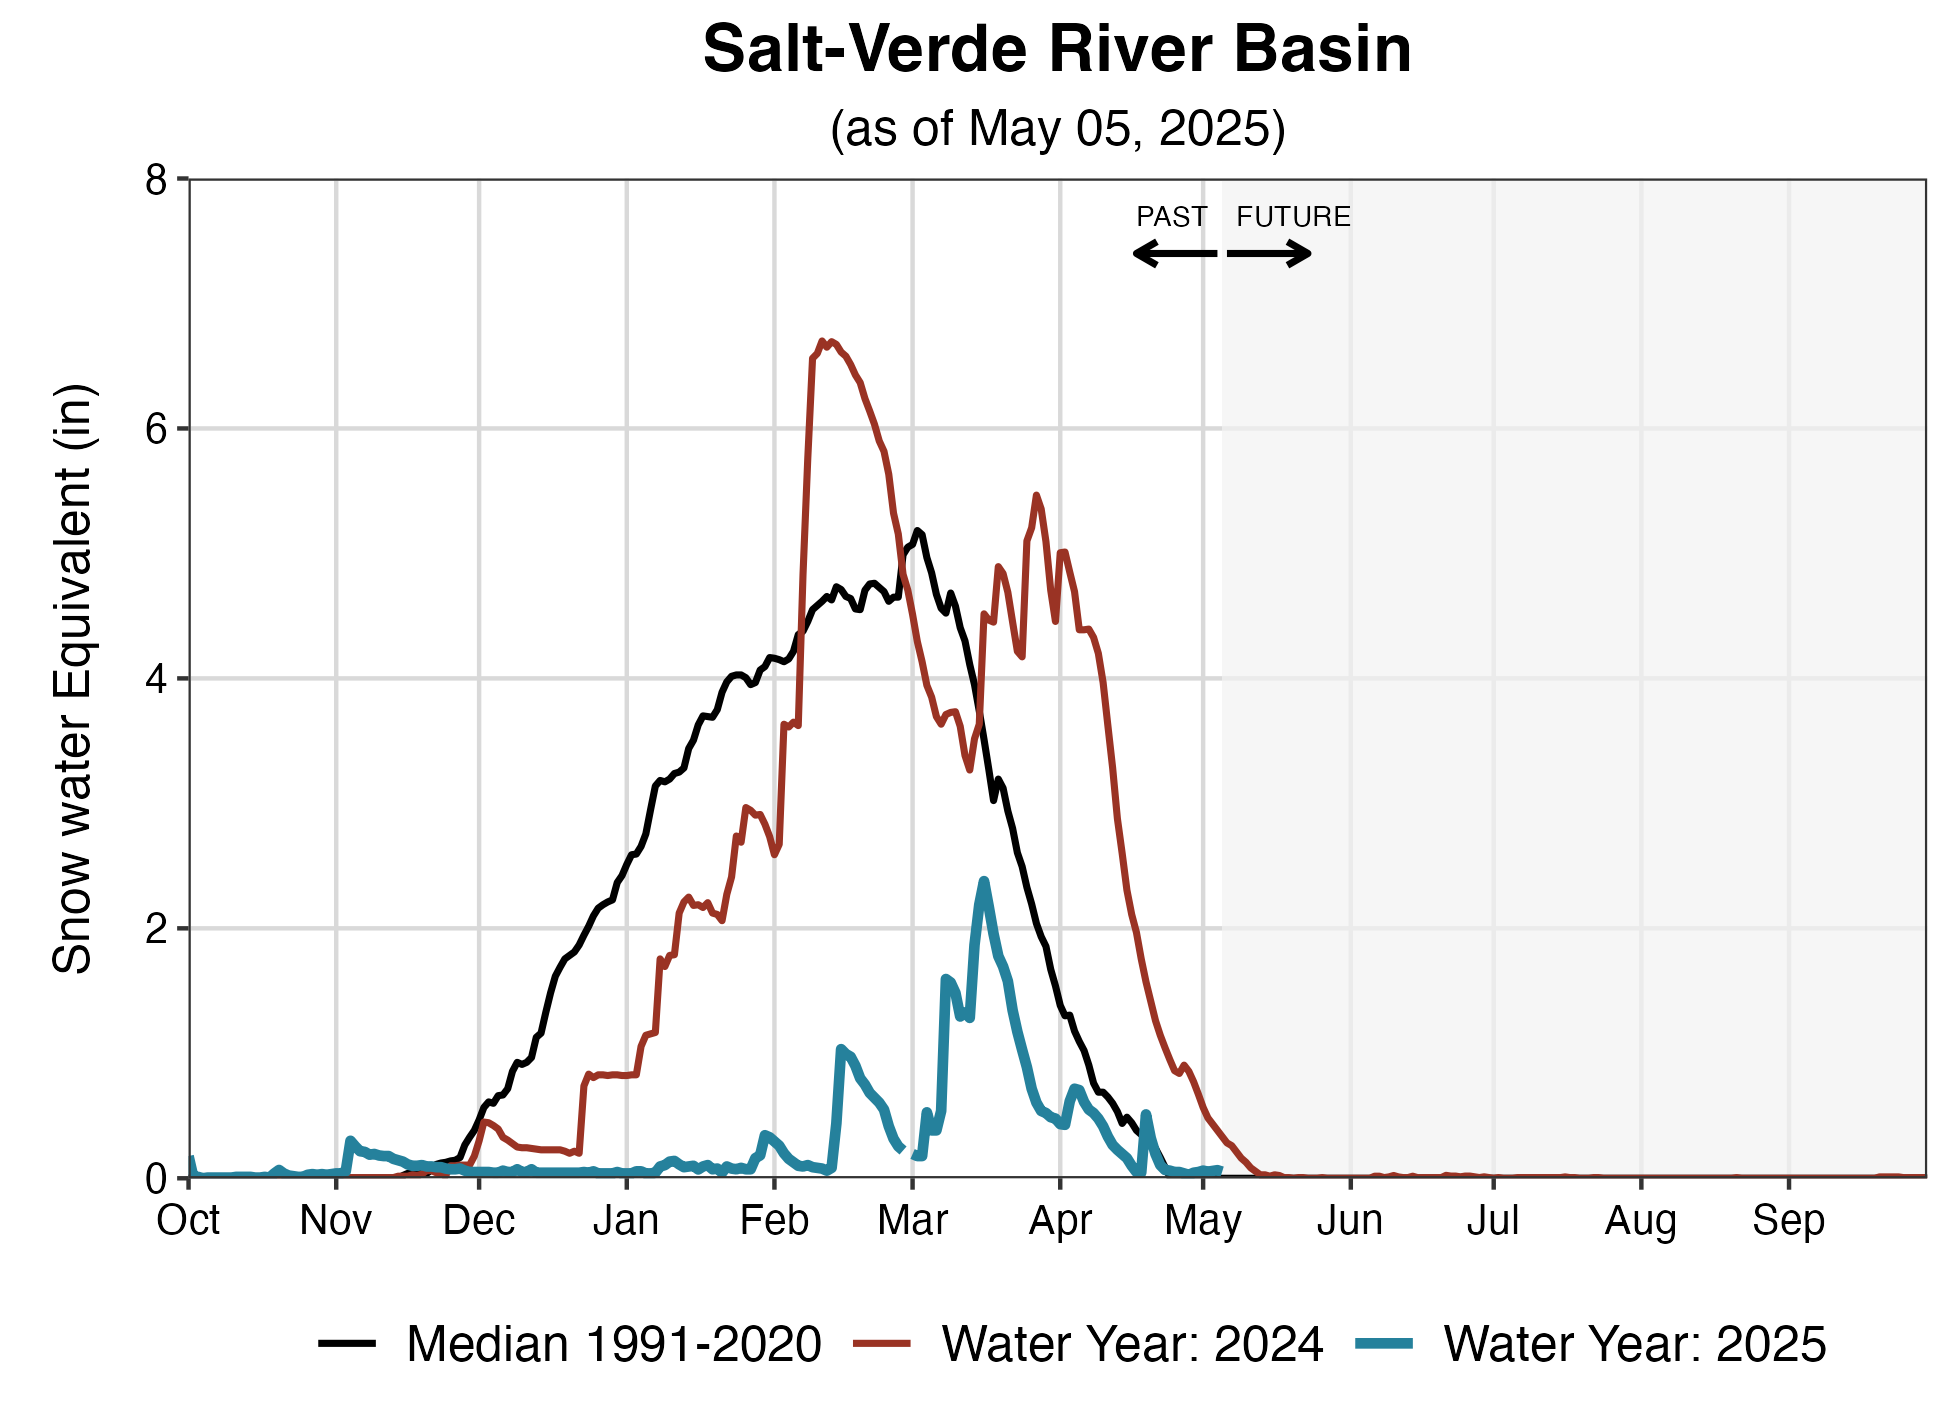 Salt-Verde River Basin
(as of May 05, 2025)
PAST FUTURE
Snow water Equivalent (in)
8
6
4
2
0
Oct Nov Dec Jan Feb Mar Apr May Jun Jul Aug Sep
Median 1991-2020 Water Year: 2024 Water Year: 2025